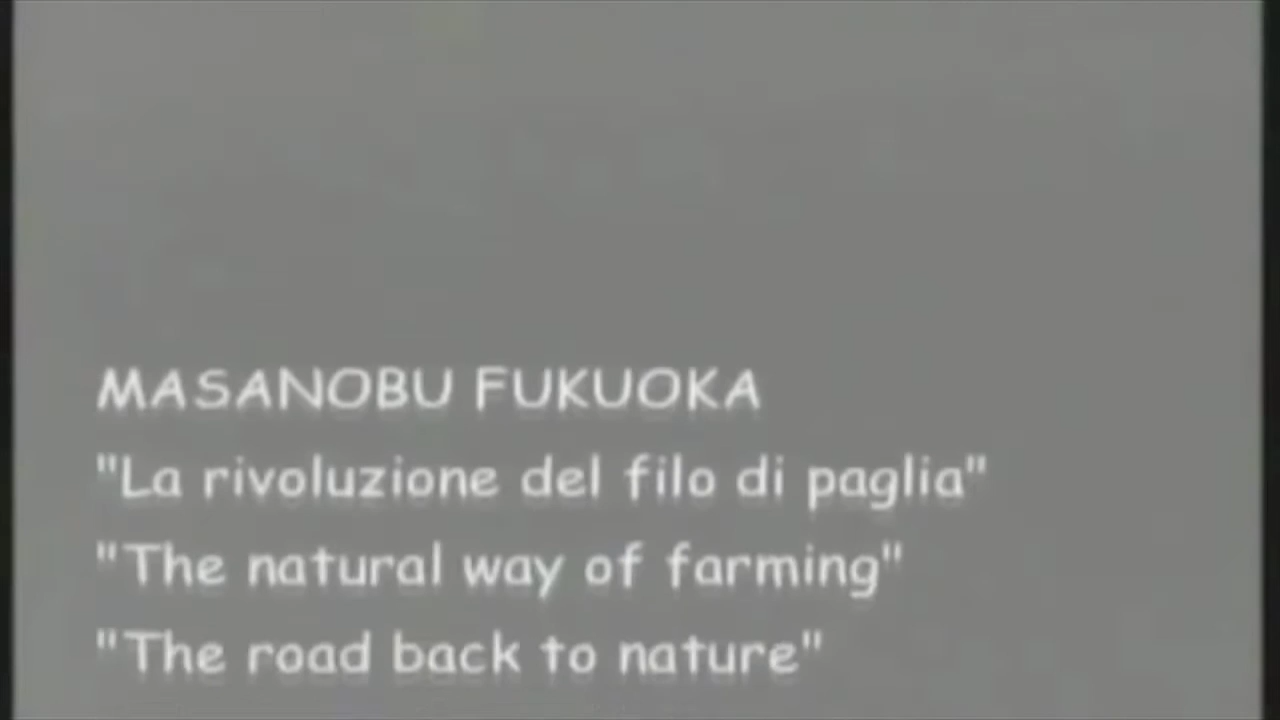 MASANOBU FUKUOKA
"La rivoluzione del filo di paglia"
"The natural way of farming"
"The road back to nature"